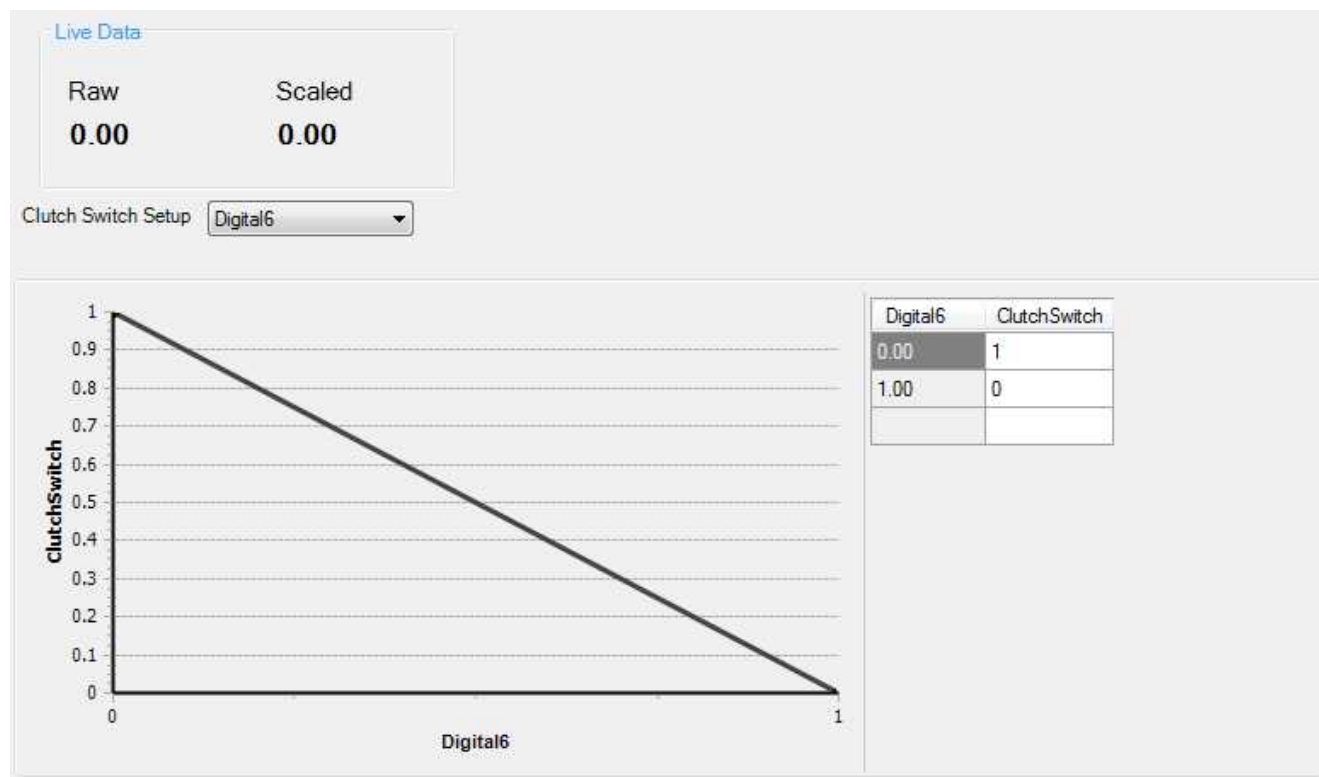 Live Data
Raw Scaled
0.00 0.00
Clutch Switch Setup Digital6
Digital6 ClutchSwitch
0.00 1
1.00 0
ClutchSwitch
1
0.9
0.8
0.7
0.6
0.5
0.4
0.3
0.2
0.1
0
0 1
Digital6